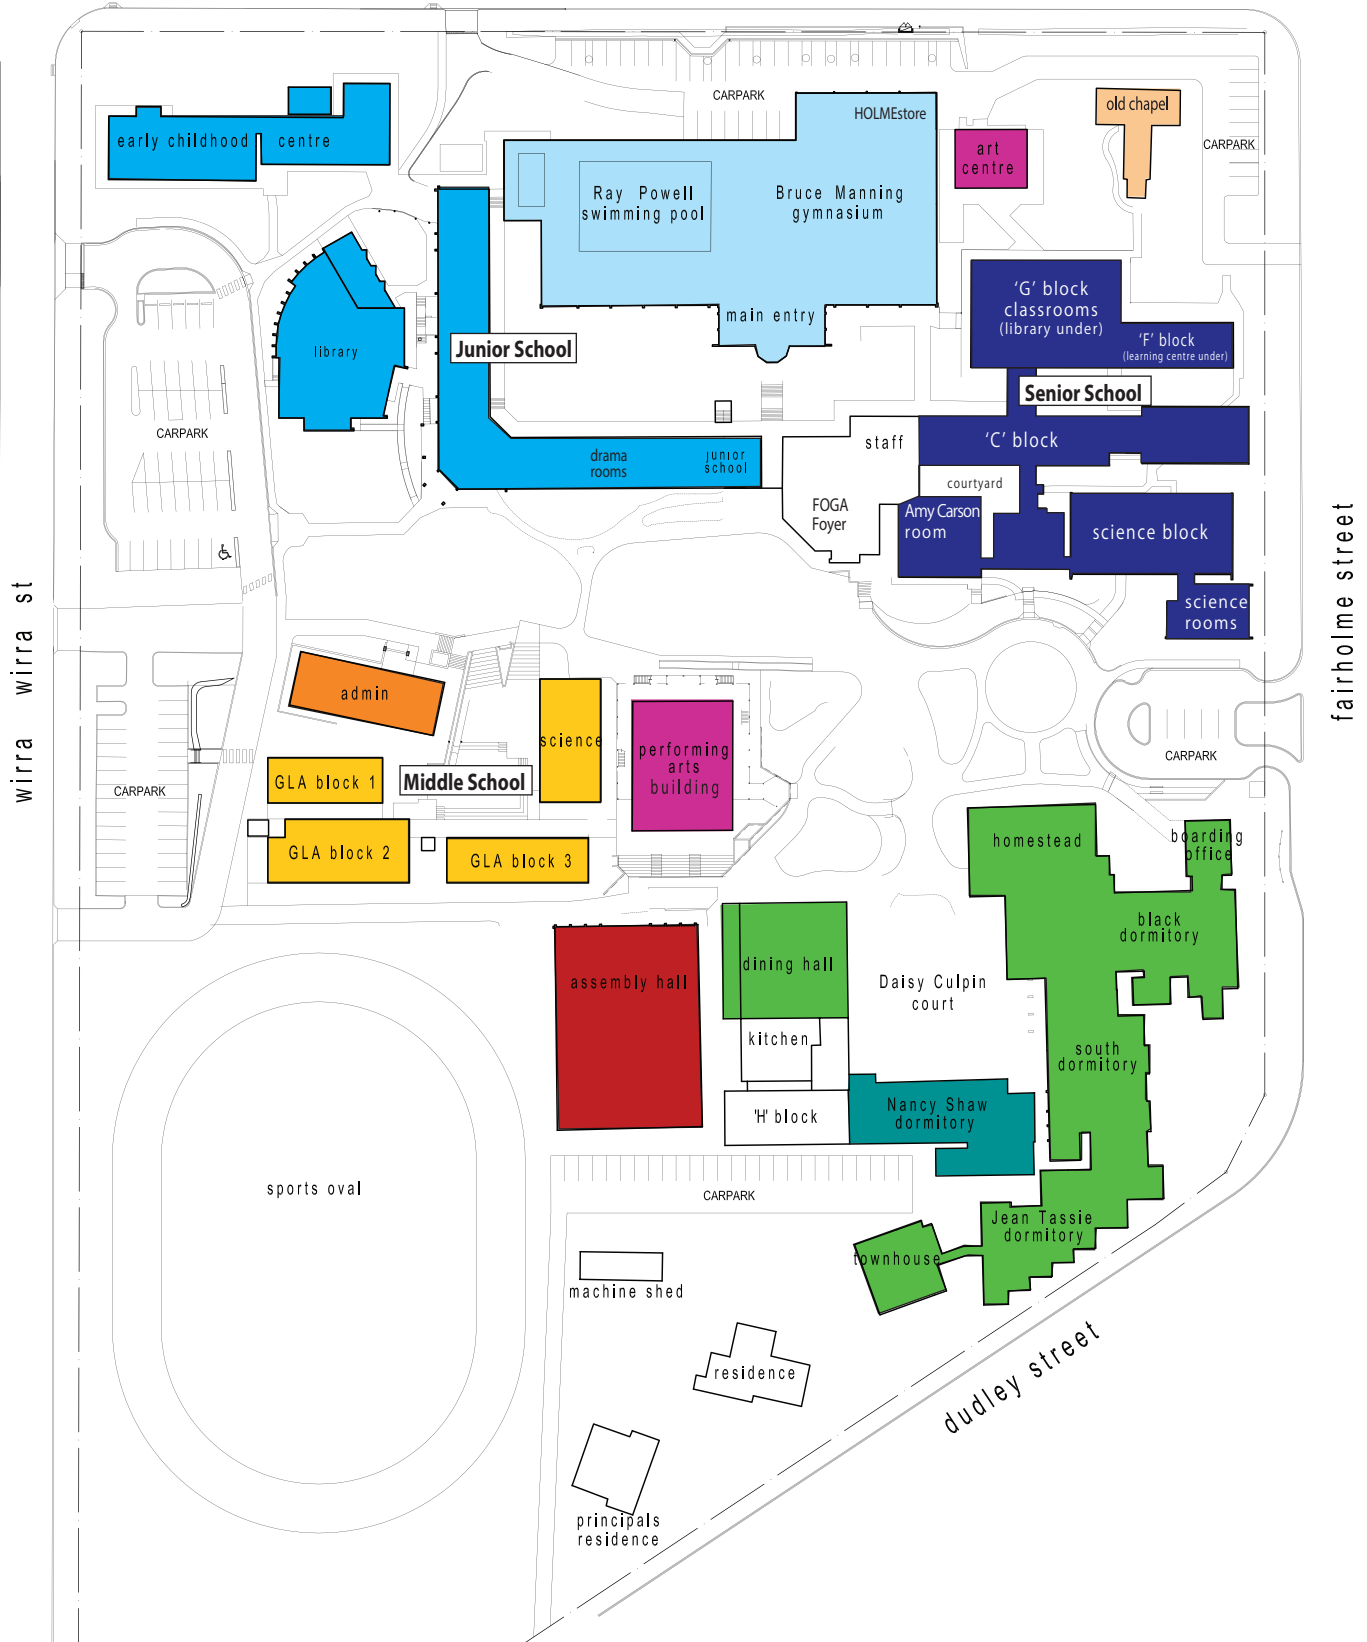 CARPARK
HOLMEstore
old chapel
early childhood centre
art
centre
CARPARK
Ray Powell
swimming pool
Bruce Manning
gymnasium
'G' block
classrooms
(library under)
main entry
'F' block
(learning centre under)
library
Junior School
Senior School
CARPARK
staff
'C' block
drama
rooms
junior
school
courtyard
FOGA
Foyer
Amy Carson
room
science block
science
rooms
wirra wirra st
fairholme street
admin
science
performing
arts
building
CARPARK
GLA block 1
Middle School
CARPARK
GLA block 2
GLA block 3
homestead
boarding
office
black
dormitory
assembly hall
dining hall
Daisy Culpin
court
kitchen
south
dormitory
'H' block
Nancy Shaw
dormitory
sports oval
CARPARK
Jean Tassie
dormitory
townhouse
machine shed
residence
dudley street
principals
residence